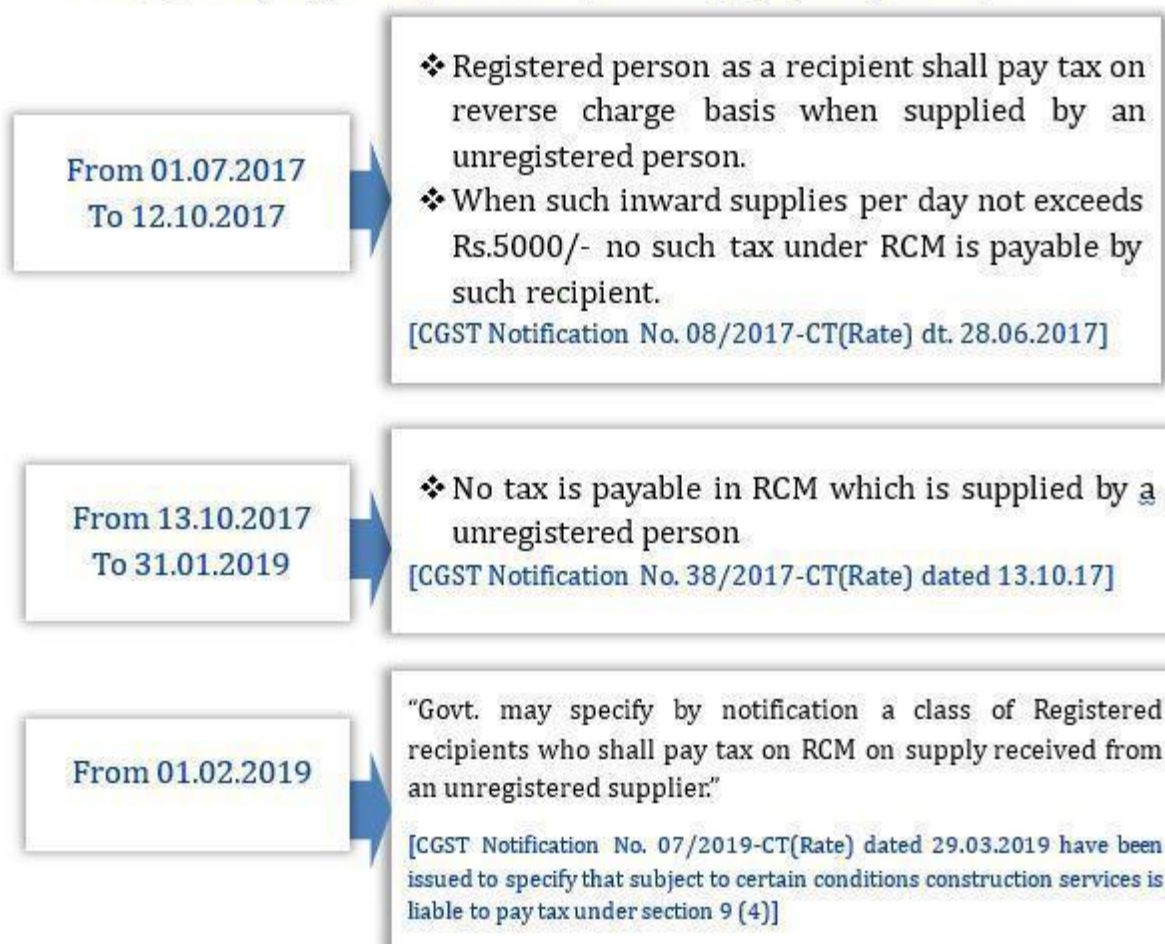 From 01.07.2017
To 12.10.2017
❖ Registered person as a recipient shall pay tax on
reverse charge basis when supplied by an
unregistered person.
❖ When such inward supplies per day not exceeds
Rs.5000/- no such tax under RCM is payable by
such recipient.
[CGST Notification No. 08/2017-CT(Rate) dt. 28.06.2017]
From 13.10.2017
To 31.01.2019
❖ No tax is payable in RCM which is supplied by a
unregistered person
[CGST Notification No. 38/2017-CT(Rate) dated 13.10.17]
From 01.02.2019
“Govt. may specify by notification a class of Registered
recipients who shall pay tax on RCM on supply received from
an unregistered supplier.”
[CGST Notification No. 07/2019-CT(Rate) dated 29.03.2019 have been
issued to specify that subject to certain conditions construction services is
liable to pay tax under section 9 (4)]